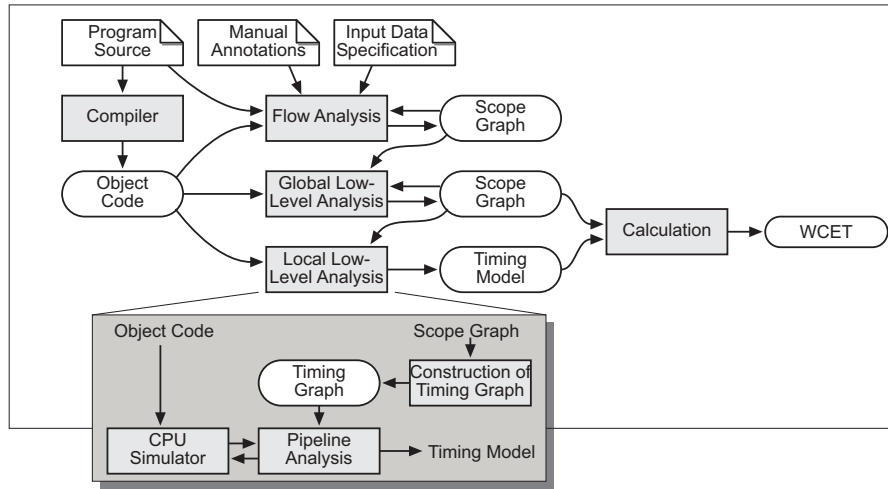 Program
Source
Manual
Annotations
Input Data
Specification
Compiler
Flow Analysis
Scope
Graph
Object
Code
Global Low-
Level Analysis
Scope
Graph
Calculation
WCET
Local Low-
Level Analysis
Timing
Model
Object Code
Scope Graph
Timing
Graph
Construction of
Timing Graph
CPU
Simulator
Pipeline
Analysis
Timing Model